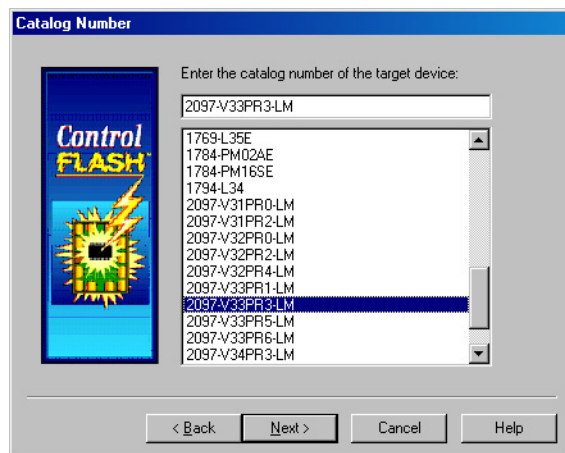 Catalog Number
Control
FLASH™
Enter the catalog number of the target device:
2097-V33PR3-LM
1769-L35E
1784-PM02AE
1784-PM16SE
1794-L34
2097-V31PR0-LM
2097-V31PR2-LM
2097-V32PR0-LM
2097-V32PR2-LM
2097-V32PR4-LM
2097-V33PR1-LM
2097-V33PR3-LM
2097-V33PR5-LM
2097-V33PR6-LM
2097-V34PR3-LM
< Back
Next >
Cancel
Help